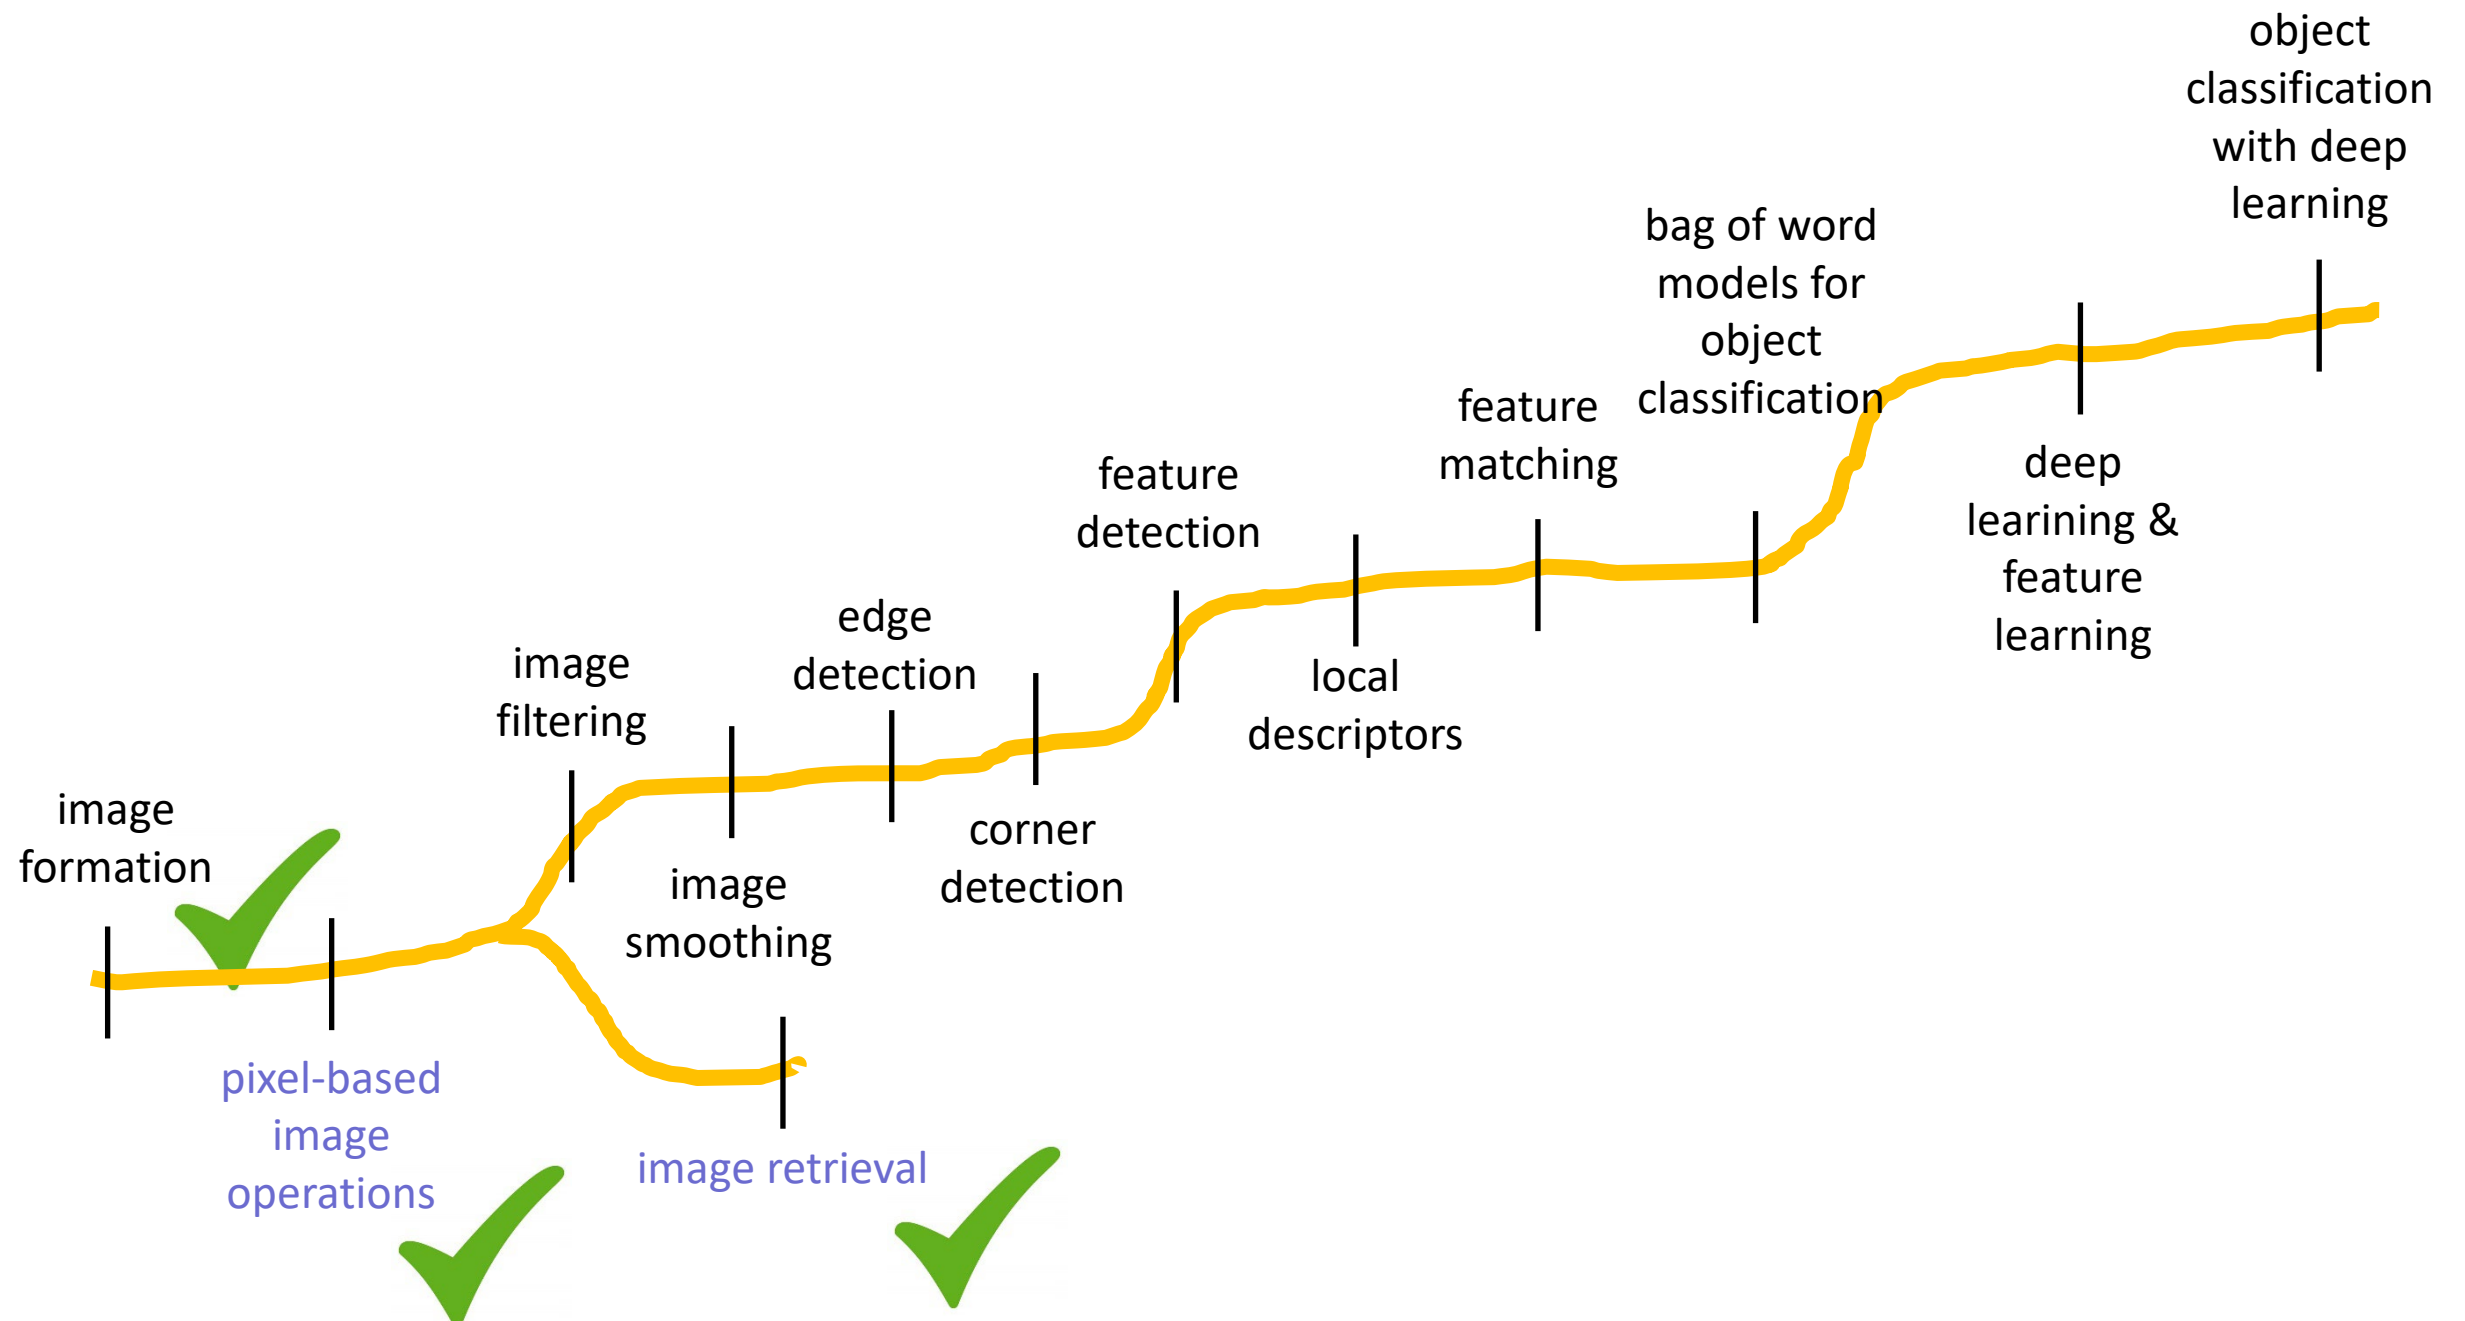 image
formation
pixel-based
image
operations
image
filtering
image
smoothing
image retrieval
edge
detection
corner
detection
feature
detection
local
descriptors
feature
matching
bag of word
models for
object
classification
deep
learining &
feature
learning
object
classification
with deep
learning